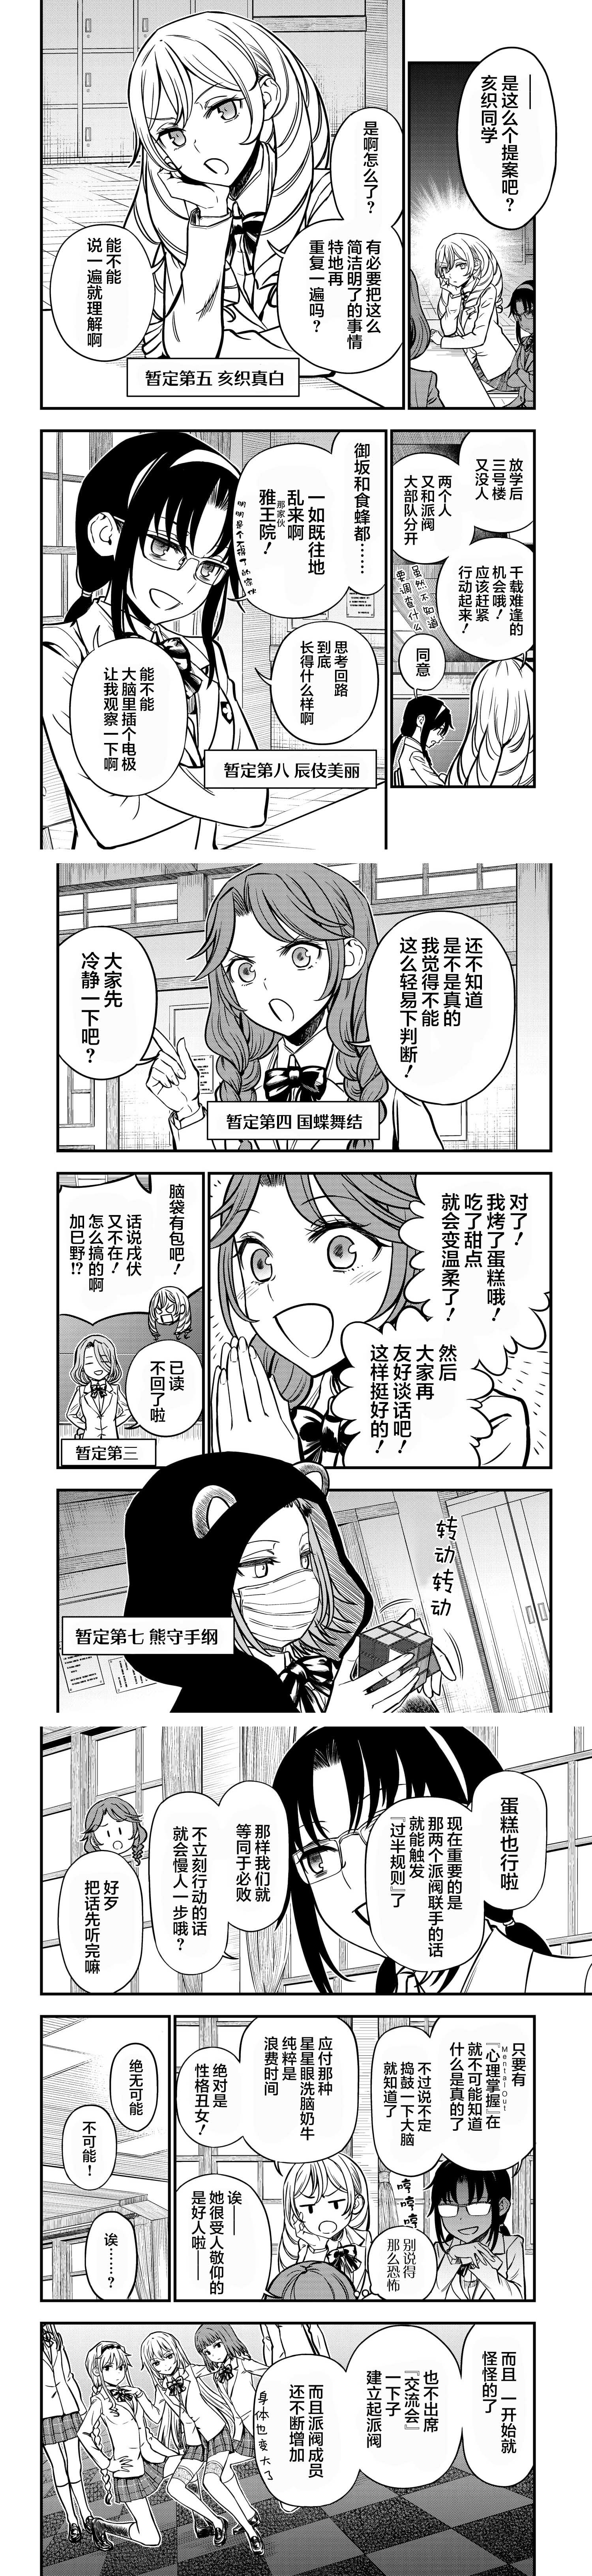 ——
是这么个提案吧？
亥织同学
是啊怎么了？
有必要把这么
简洁明了的事情
特地再
重复一遍吗？
能不能
说一遍就理解啊
暂定第五 亥织真白
放学后
三号楼
又没人
两个人
又和派阀
大部队分开
千载难逢的
机会哦！
应该赶紧
行动起来！
虽然不知道
要调查什么
同意
御坂和食蜂都……
一如既往地
乱来啊
那家伙
雅王院！
思考回路
到底
长得什么样啊
能不能
大脑里插个电极
让我观察一下啊
暂定第八 辰伎美丽
还不知道
是不是真的
我觉得不能
这么轻易下判断！
大家先
冷静一下吧？
暂定第四 国蝶舞结
对了！
我烤了蛋糕哦！
吃了甜点
就会变温柔了！
然后
大家再
友好谈话吧！
这样挺好的！
脑袋有包吧！
话说戌伏
又不在！
怎么搞的啊
加巳野!?
已读
不回了啦
暂定第三
转动转动
暂定第七 熊守手纲
蛋糕也行啦
现在重要的是
那两个派阀联手的话
就能触发
『过半规则』了
那样我们就
等同于必败
不立刻行动的话
就会慢人一步哦？
好歹
把话先听完嘛
只要有
『心理掌握』在
Mental Out
就不可能知道
什么是真的了
不过说不定
捣鼓一下大脑
就知道了
咵咵咵
别说得
那么恐怖
应付那种
星星眼洗脑奶牛
纯粹是
浪费时间
绝对是
性格丑女！
诶——
她很受人敬仰的
是好人啦——
绝无可能
不可能！
诶……？
而且一开始就
怪怪的了
也不出席
『交流会』
一下子
建立起派阀
而且派阀成员
还不断增加
身体也变大了